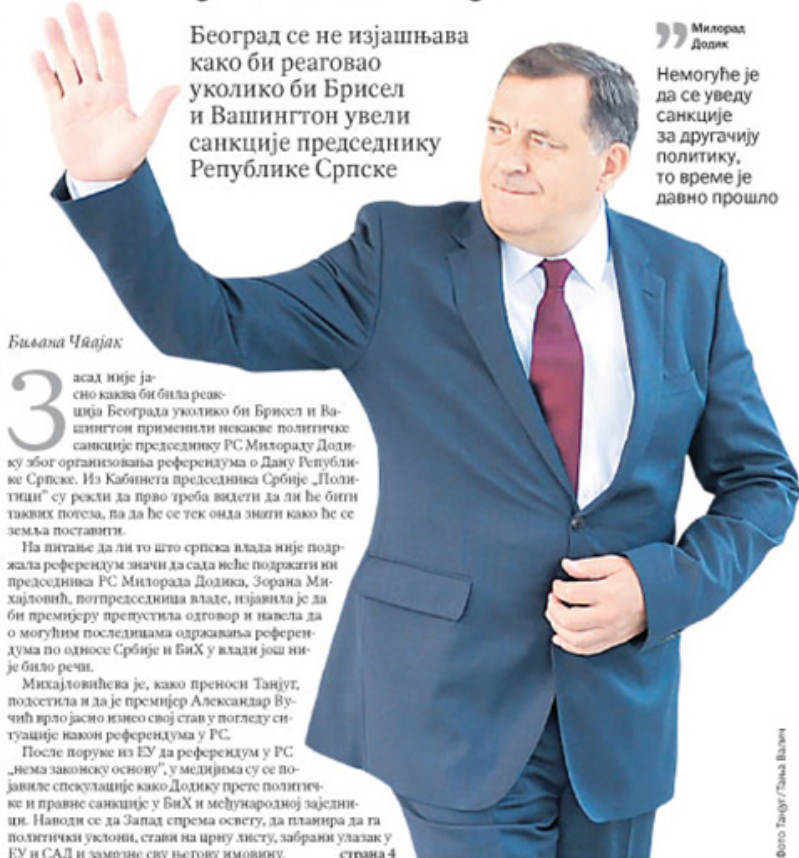 Београд се не изјашњава
како би реаговао
уколико би Брисел
и Вашингтон увели
санкције председнику
Републике Српске
Милорад
Додик
Немогуће је
да се уведу
санкције
за другачију
политику,
то време је
давно прошло
Биљана Чпајак
Засад није ја-
сно каква би била реак-
ција Београда уколико би Брисел и Ва-
шингтон применили некакве политичке
санкције председнику РС Милораду Доди-
ку због организовања референдума о Дану Републи-
ке Српске. Из Кабинета председника Србије „Поли-
тици” су рекли да прво треба видети да ли ће бити
таквих потеза, па да ће се тек онда знати како ће се
земља поставити.
На питање да ли то што српска влада није подр-
жала референдум значи да сада неће подржати ни
председника РС Милорада Додика, Зорана Ми-
хајловић, потпредседница владе, изјавила је да
би премијеру препустила одговор и навела да
о могућим последицама одржавања референ-
дума по односе Србије и БиХ у влади још ни-
је било речи.
Михајловићева је, како преноси Танјуг,
подсетила и да је премијер Александар Ву-
чић врло јасно изнео свој став у погледу си-
туације након референдума у РС.
После поруке из ЕУ да референдум у РС
„нема законску основу”, у медијима су се по-
јавиле спекулације како Додику прете политич-
ке и правне санкције у БиХ и међународној заједни-
ци. Наводи се да Запад спрема освету, да планира да га
политички уклони, стави на црну листу, забрани улазак у
ЕУ и САД и замрзне сву његову имовину. страна 4
Фото Танјуг/Тања Валич